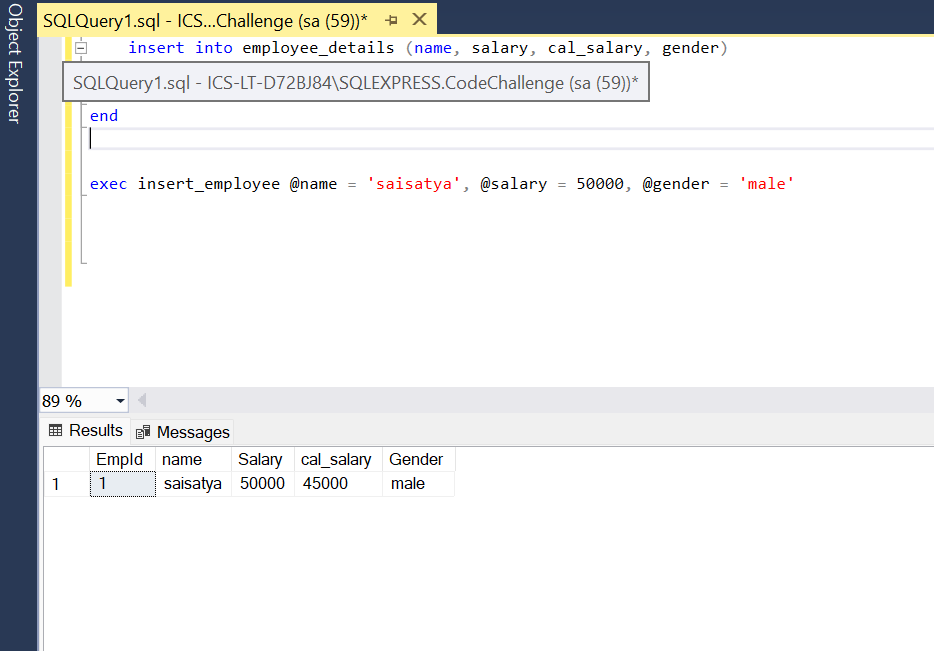 Object Explorer
SQLQuery1.sql - ICS...Challenge (sa (59))*
insert into employee_details (name, salary, cal_salary, gender)
SQLQuery1.sql - ICS-LT-D72BJ84\SQLEXPRESS.CodeChallenge (sa (59))*
end
exec insert_employee @name = 'saisatya', @salary = 50000, @gender = 'male'
89 %
Results Messages
EmpId name Salary cal_salary Gender
1 1 saisatya 50000 45000 male